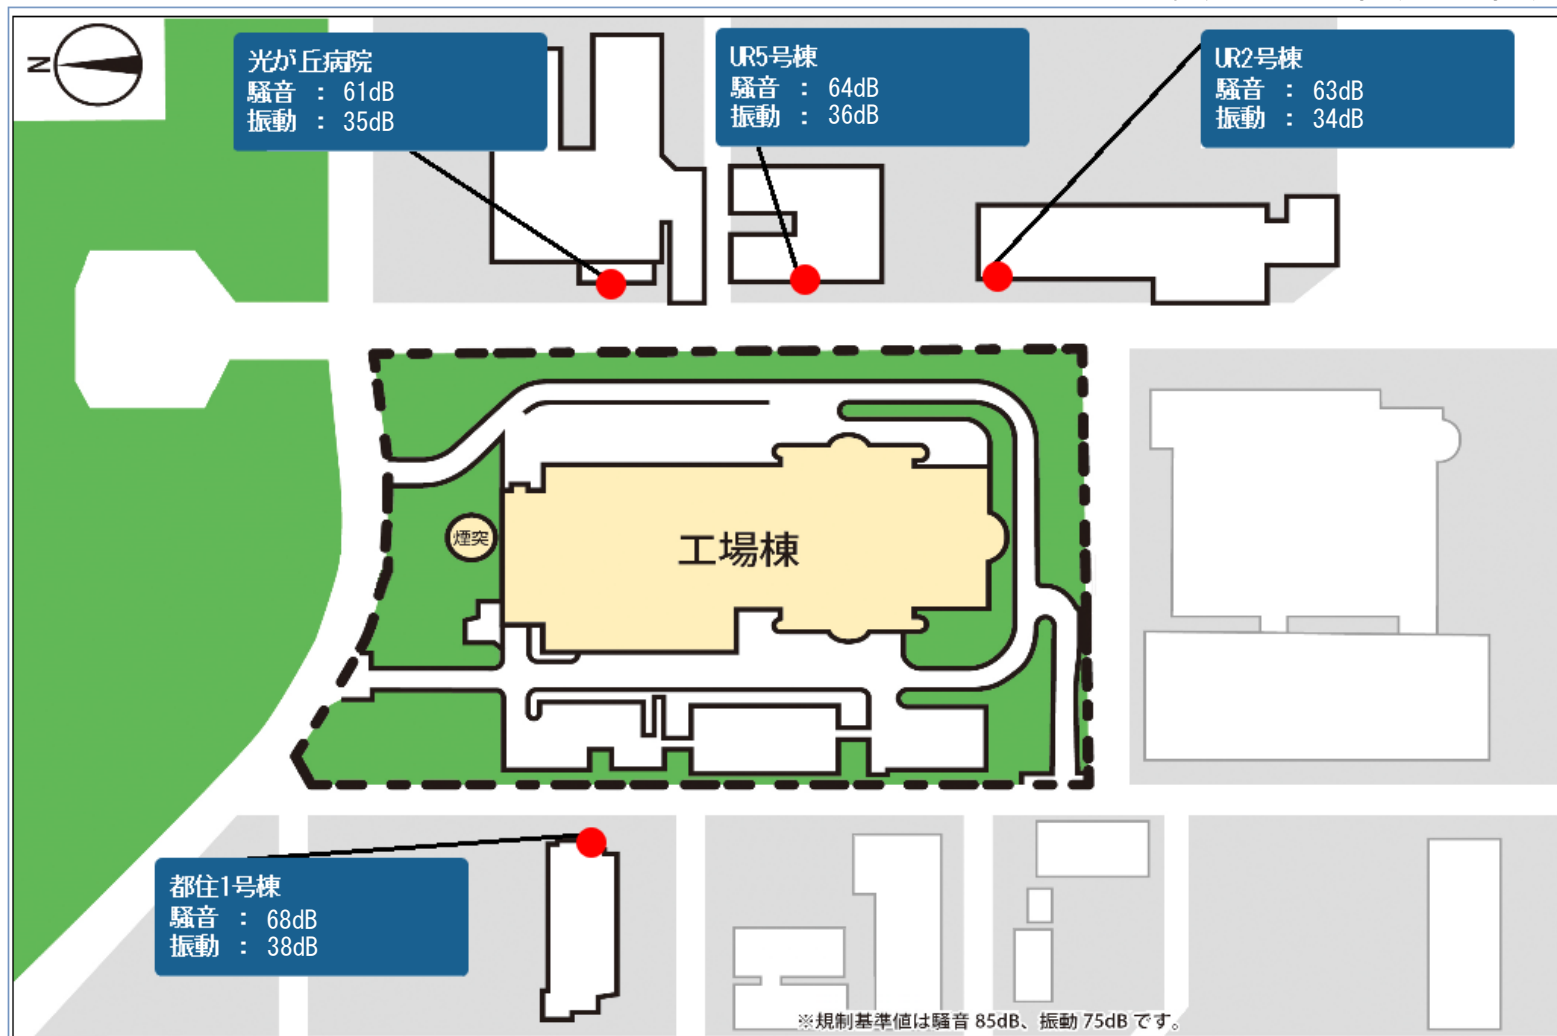 N
光が丘病院
騒音 : 61dB
振動 : 35dB
UR5号棟
騒音 : 64dB
振動 : 36dB
UR2号棟
騒音 : 63dB
振動 : 34dB
煙突
工場棟
都住1号棟
騒音 : 68dB
振動 : 38dB
※規制基準値は騒音 85dB、振動 75dB です。